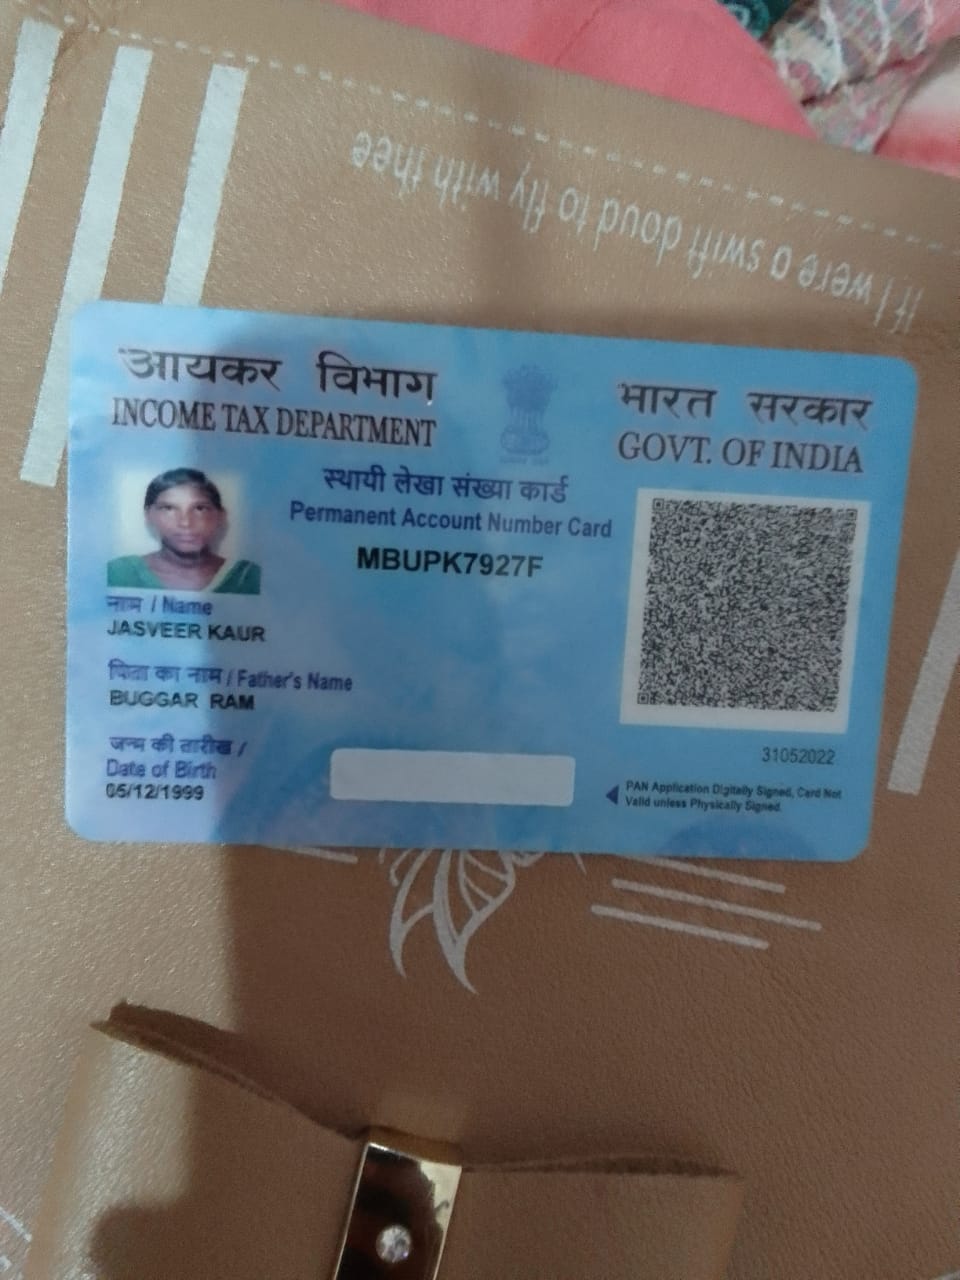 If I were a swift cloud to fly with thee
आयकर विभाग
INCOME TAX DEPARTMENT
भारत सरकार
GOVT. OF INDIA
स्थायी लेखा संख्या कार्ड
Permanent Account Number Card
MBUPK7927F
नाम / Name
JASVEER KAUR
पिता का नाम / Father's Name
BUGGAR RAM
जन्म की तारीख /
Date of Birth
05/12/1999
31052022
PAN Application Digitally Signed, Card Not
Valid unless Physically Signed.